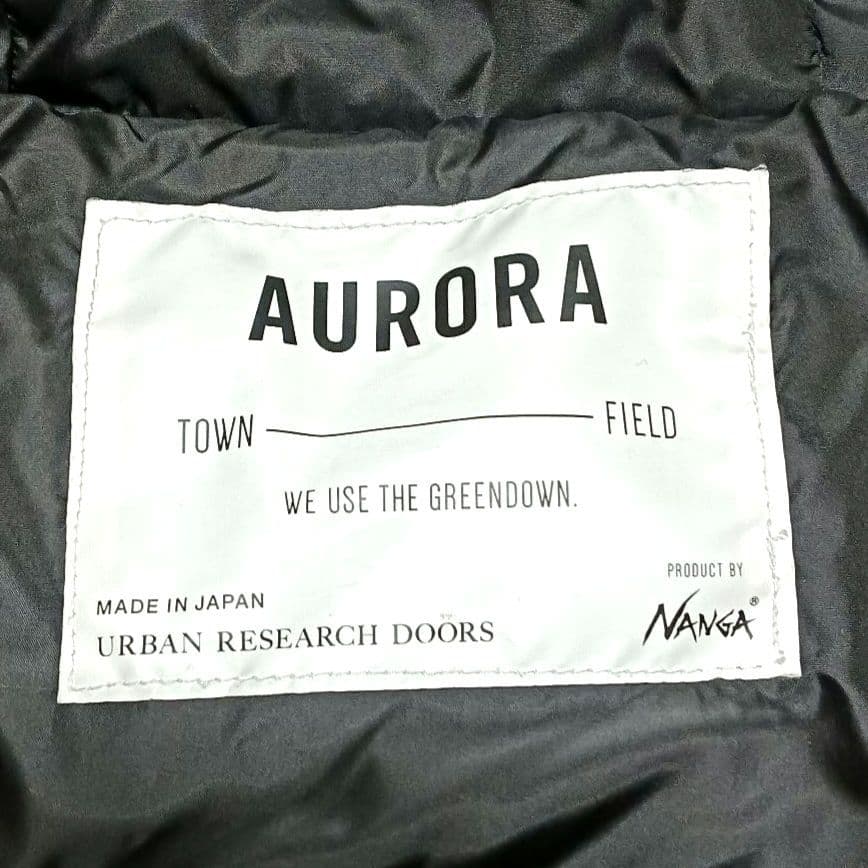 AURORA
TOWN FIELD
WE USE THE GREENDOWN.
PRODUCT BY
NANGA®
MADE IN JAPAN
URBAN RESEARCH DOORS